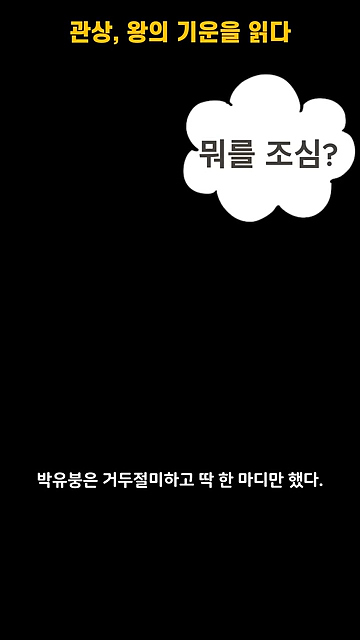 관상, 왕의 기운을 읽다
뭐를 조심?
박유붕은 거두절미하고 딱 한 마디만 했다.